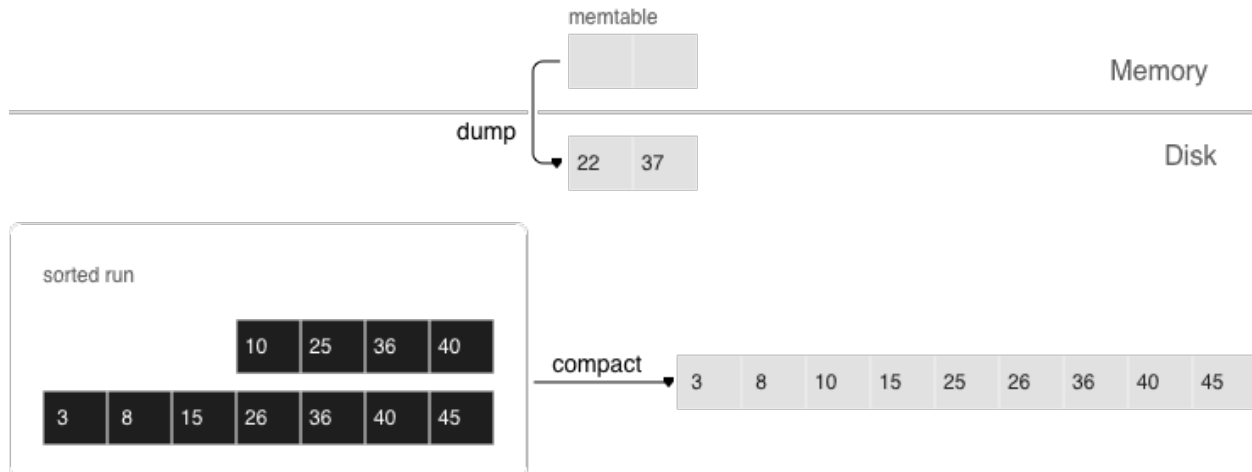 memtable
Memory
dump
22 37
Disk
sorted run
10 25 36 40
compact
3 8 10 15 25 26 36 40 45
3 8 15 26 36 40 45